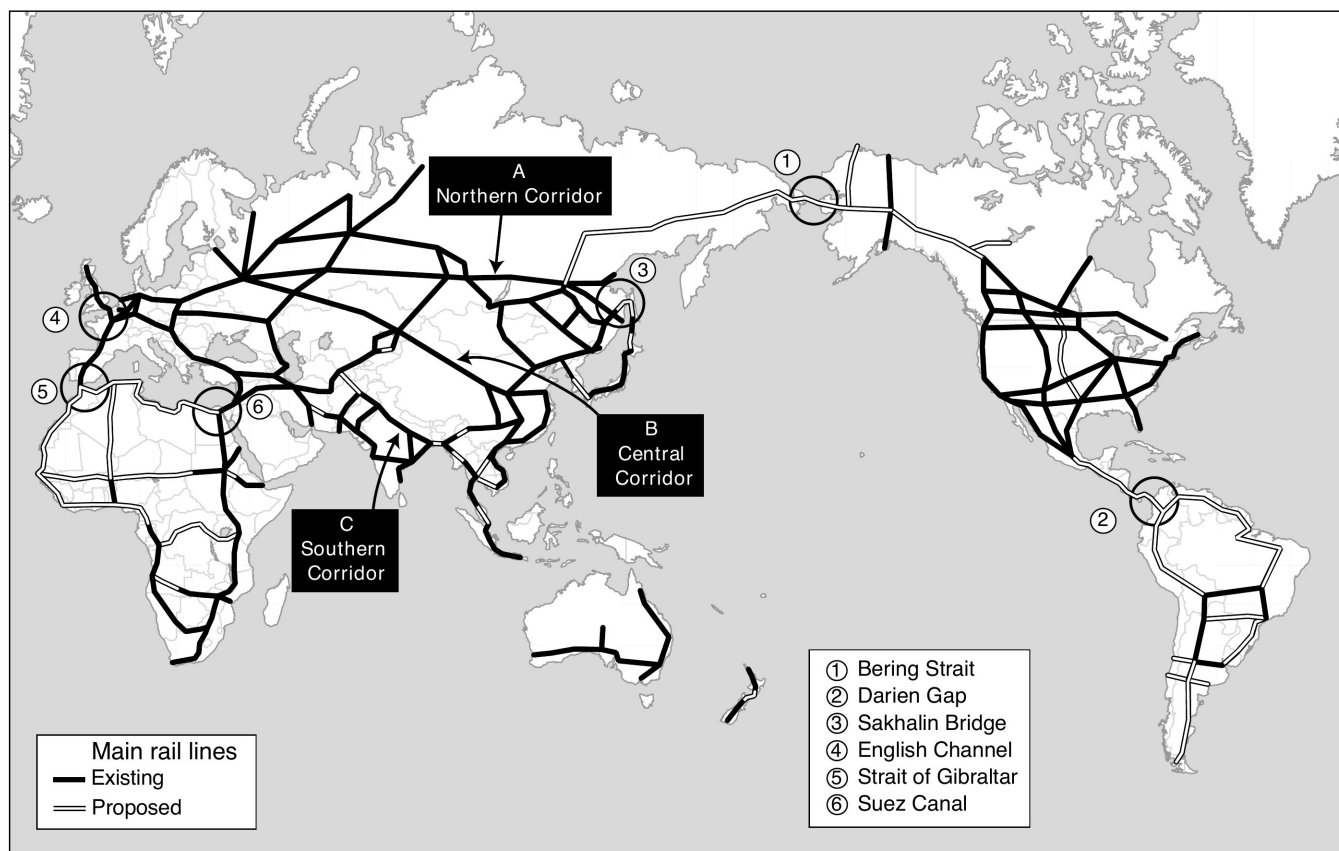 1
A
Northern Corridor
3
4
5
6
B
Central
Corridor
C
Southern
Corridor
2
Main rail lines
Existing
Proposed
1 Bering Strait
2 Darien Gap
3 Sakhalin Bridge
4 English Channel
5 Strait of Gibraltar
6 Suez Canal